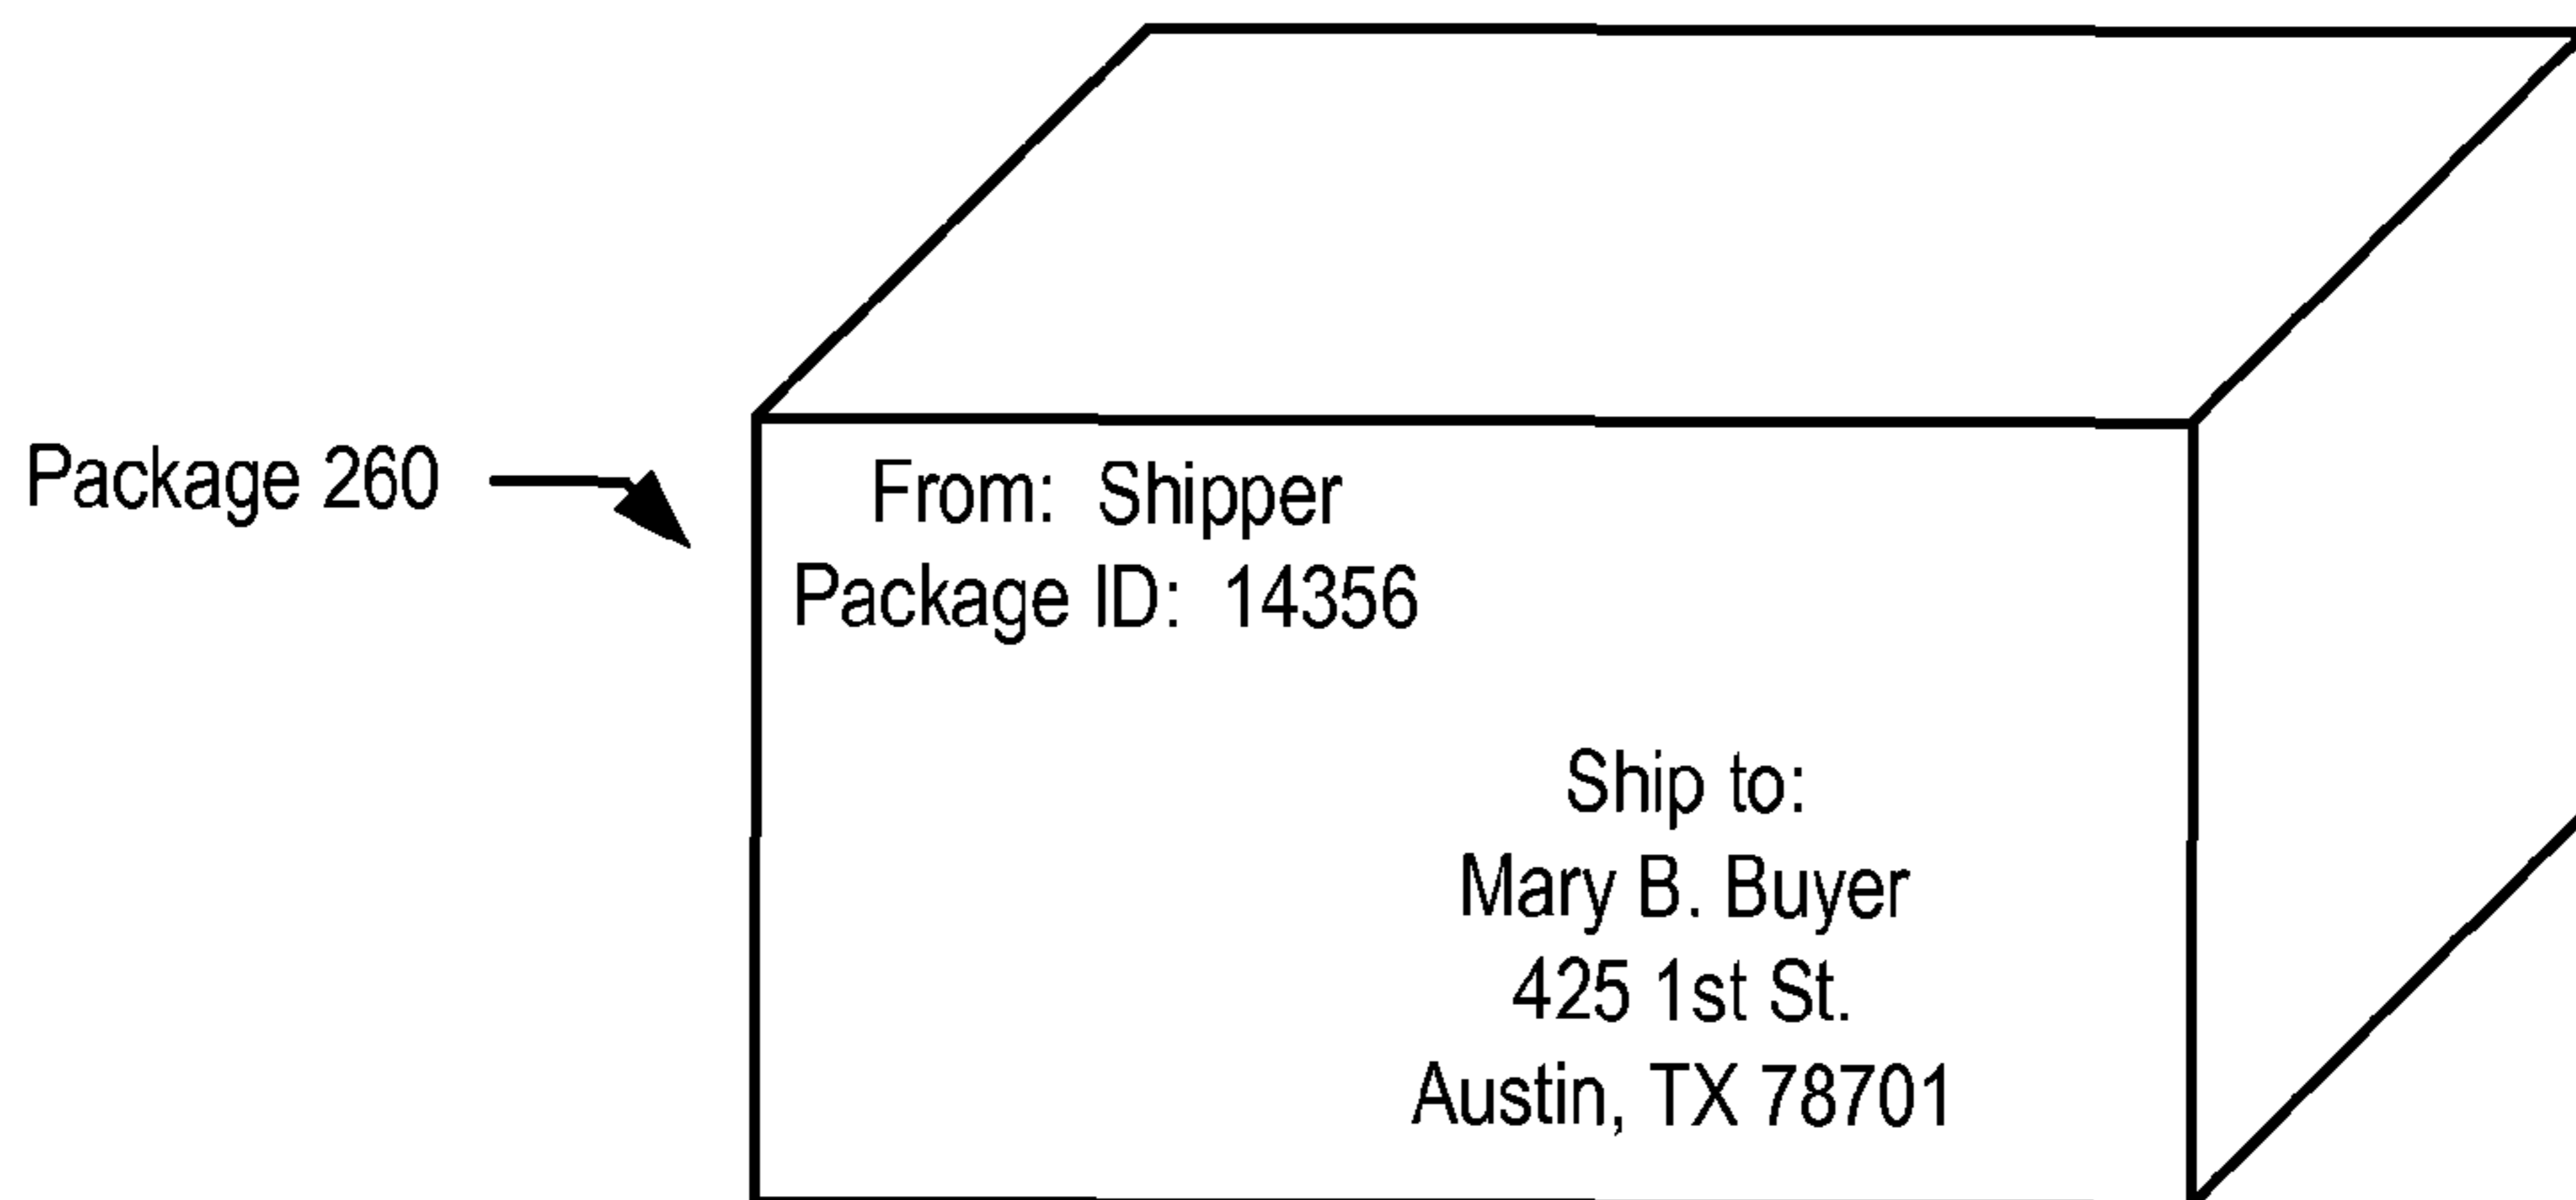 Package 260
From: Shipper
Package ID: 14356
Ship to:
Mary B. Buyer
425 1st St.
Austin, TX 78701